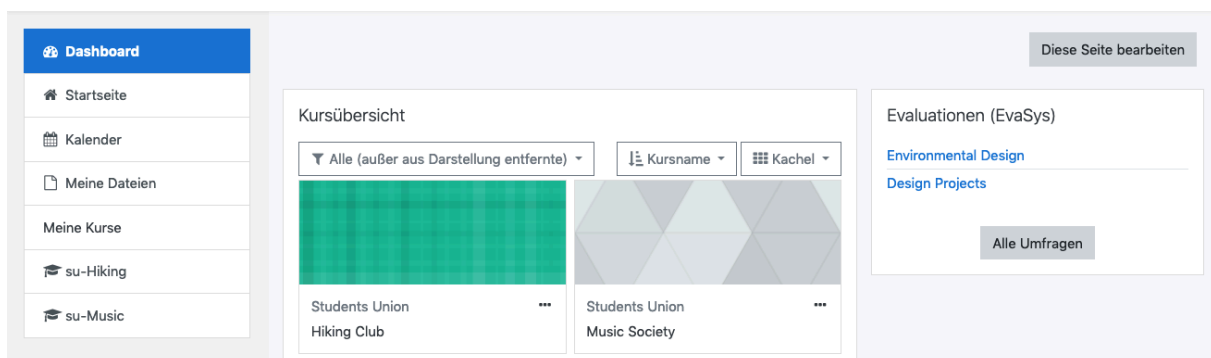 Dashboard
Startseite
Kalender
Meine Dateien
Meine Kurse
su-Hiking
su-Music
Diese Seite bearbeiten
Kursübersicht
Alle (außer aus Darstellung entfernte)
Kursname
Kachel
Students Union
Hiking Club
Students Union
Music Society
Evaluationen (EvaSys)
Environmental Design
Design Projects
Alle Umfragen